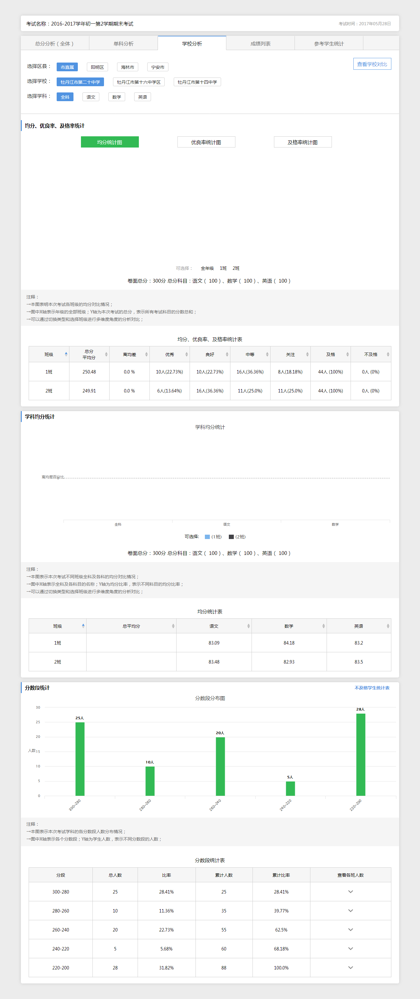 考试名称：2016-2017学年初一第2学期期末考试 考试时间：2017年05月28日
总分分析（全体） 单科分析 学校分析 成绩列表 参考学生统计
选择区县： 市直属 阳明区 海林市 宁安市 查看学校对比
选择学校： 牡丹江市第二十中学 牡丹江市第十六中学区 牡丹江市第十四中学
选择学科： 全科 语文 数学 英语
均分、优良率、及格率统计
均分统计图 优良率统计图 及格率统计图
可选择： 全年级 1班 2班
卷面总分：300分 总分科目：语文（ 100）、数学（ 100）、英语（ 100）
注释：
→本图表明本次考试各班级的均分对比情况；
→图中X轴表示年级的全部班级；Y轴为本次考试的总分，表示所有考试科目的分数总和；
→可以通过切换类型和选择班级进行多维度角度的分析对比；
均分、优良率、及格率统计表
班级 总分平均分 离均差 优秀 良好 中等 关注 及格 不及格
1班 250.48 0.0 % 10人(22.73%) 10人(22.73%) 16人(36.36%) 8人(18.18%) 44人 (100%) 0人 (0%)
2班 249.91 0.0 % 6人(13.64%) 16人(36.36%) 11人(25.0%) 11人(25.0%) 44人 (100%) 0人 (0%)
学科均分统计
学科均分统计
离均差百分比 0
全科 语文 数学
可选择: (1班) (2班)
卷面总分：300分 总分科目：语文（ 100）、数学（ 100）、英语（ 100）
注释：
→本图表示本次考试不同班级全科及各科的均分对比情况；
→图中X轴表示全科及各科目的名称；Y轴为均分比率，表示不同科目的均分比率；
→可以通过切换类型和选择班级进行多维度角度的分析对比；
均分统计表
班级 总平均分 语文 数学 英语
1班 83.09 84.18 83.2
2班 83.48 82.93 83.5
分数段统计 不及格学生统计表
分数段分布图
30
25
20
人数 15
10
5
0
25人 10人 20人 5人 28人
300~280 280~260 260~240 240~220 220~200
注释：
→本图表示本次考试学科的各分数段人数分布情况；
→图中X轴表示各个分数段；Y轴为学生人数，表示不同分数段的人数；
分数段统计表
分段 总人数 比率 累计人数 累计比率 查看各班人数
300-280 25 28.41% 25 28.41%
280-260 10 11.36% 35 39.77%
260-240 20 22.73% 55 62.5%
240-220 5 5.68% 60 68.18%
220-200 28 31.82% 88 100.0%